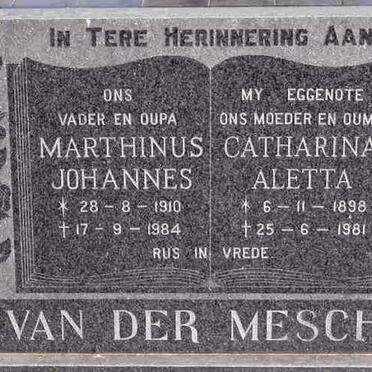 IN TERE HERINNERING AAN
ONS
VADER EN OUPA
MARTHINUS
JOHANNES
* 28 - 8 - 1910
† 17 - 9 - 1984
MY EGGENOTE
ONS MOEDER EN OUM
CATHARINA
ALETTA
* 6 - 11 - 1898
† 25 - 6 - 1981
RUS IN VREDE
VAN DER MESCH